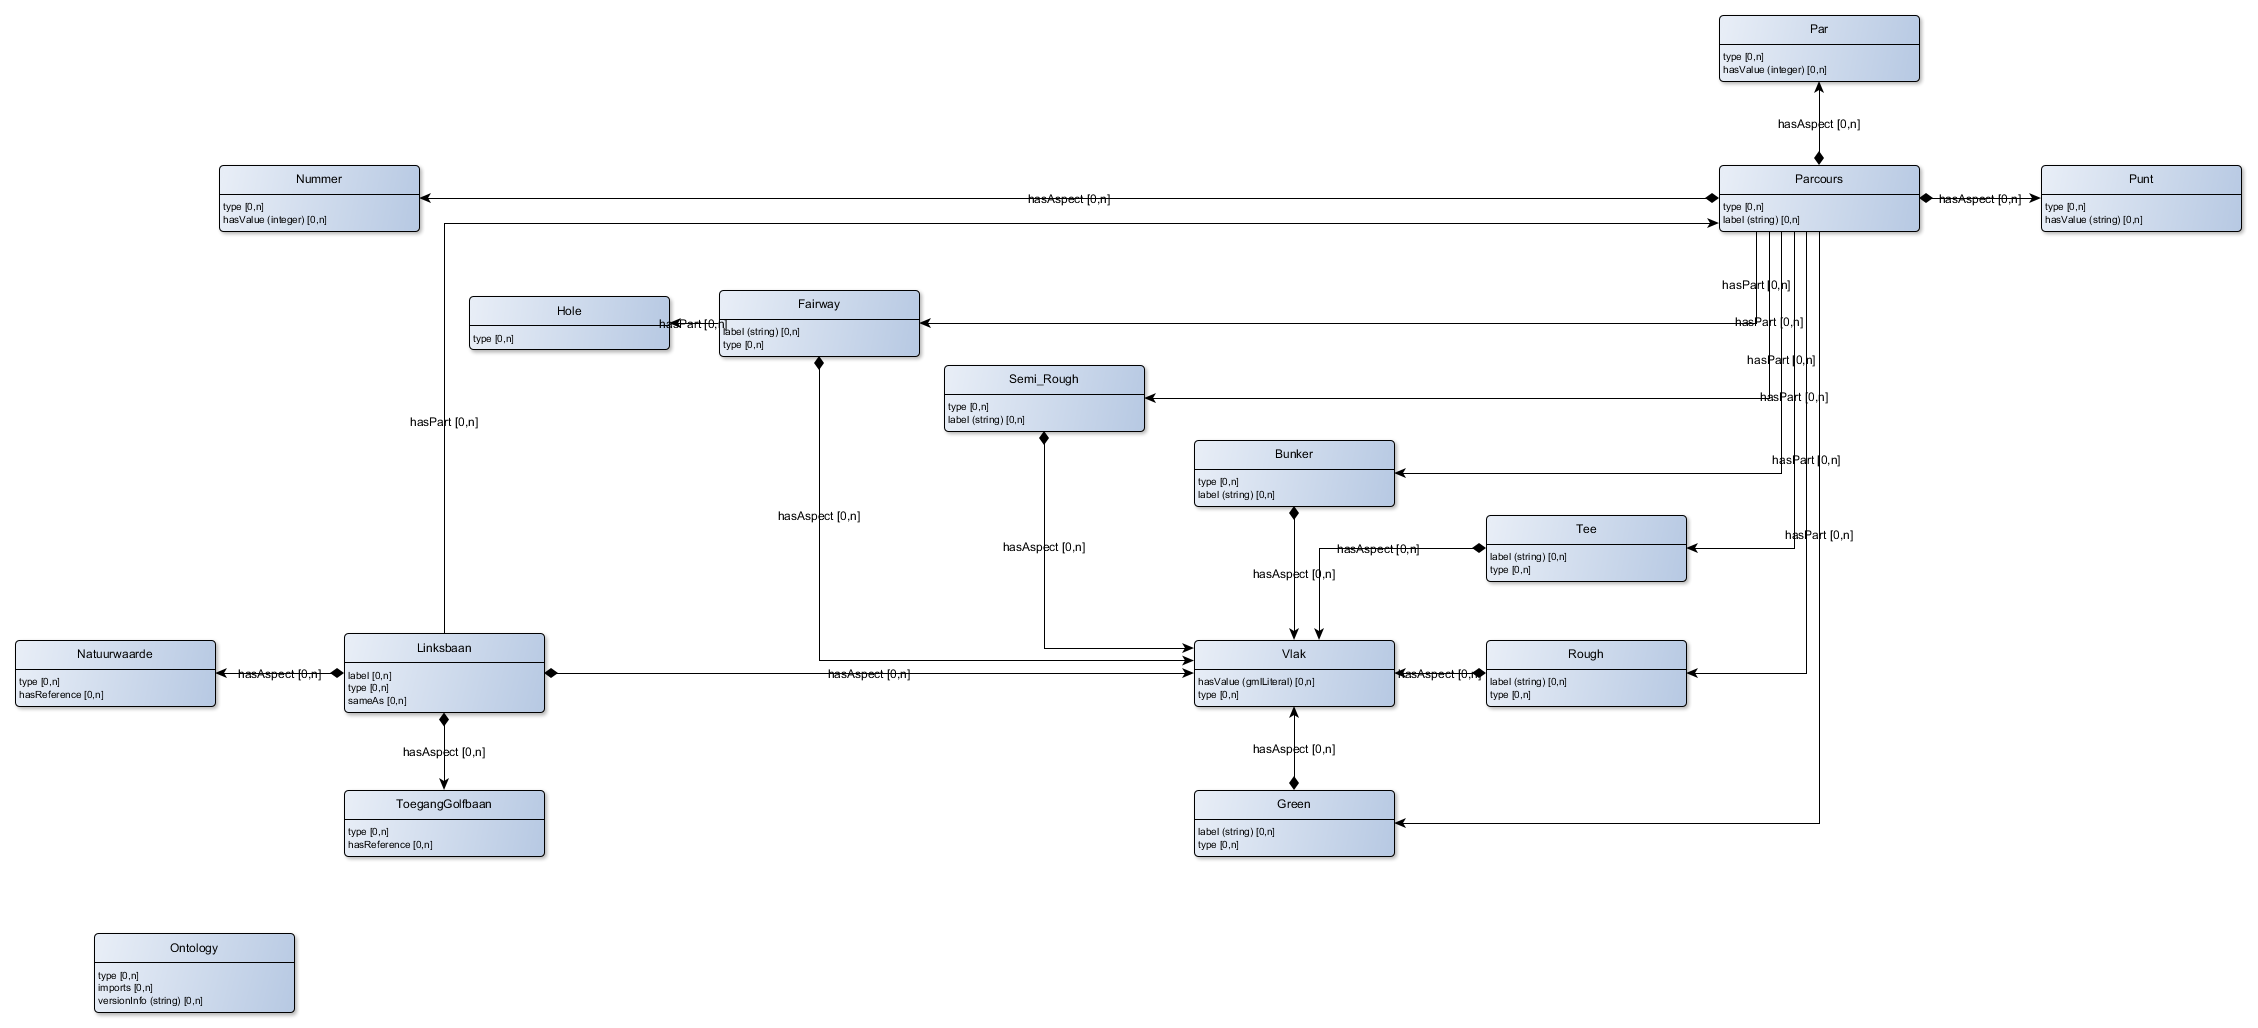 Par
type [0,n]
hasValue (integer) [0,n]
hasAspect [0,n]
Nummer
type [0,n]
hasValue (integer) [0,n]
hasAspect [0,n]
Parcours
type [0,n]
label (string) [0,n]
hasAspect [0,n]
Punt
type [0,n]
hasValue (string) [0,n]
hasPart [0,n]
Hole
type [0,n]
hasPart [0,n]
Fairway
label (string) [0,n]
type [0,n]
hasPart [0,n]
hasPart [0,n]
Semi_Rough
type [0,n]
label (string) [0,n]
hasPart [0,n]
hasPart [0,n]
Bunker
type [0,n]
label (string) [0,n]
hasPart [0,n]
hasPart [0,n]
hasAspect [0,n]
hasAspect [0,n]
hasAspect [0,n]
hasAspect [0,n]
Tee
label (string) [0,n]
type [0,n]
Natuurwaarde
type [0,n]
hasReference [0,n]
hasAspect [0,n]
Linksbaan
label [0,n]
type [0,n]
sameAs [0,n]
hasAspect [0,n]
Vlak
hasValue (gmlLiteral) [0,n]
type [0,n]
hasAspect [0,n]
Rough
label (string) [0,n]
type [0,n]
hasAspect [0,n]
hasAspect [0,n]
ToegangGolfbaan
type [0,n]
hasReference [0,n]
Green
label (string) [0,n]
type [0,n]
Ontology
type [0,n]
imports [0,n]
versionInfo (string) [0,n]